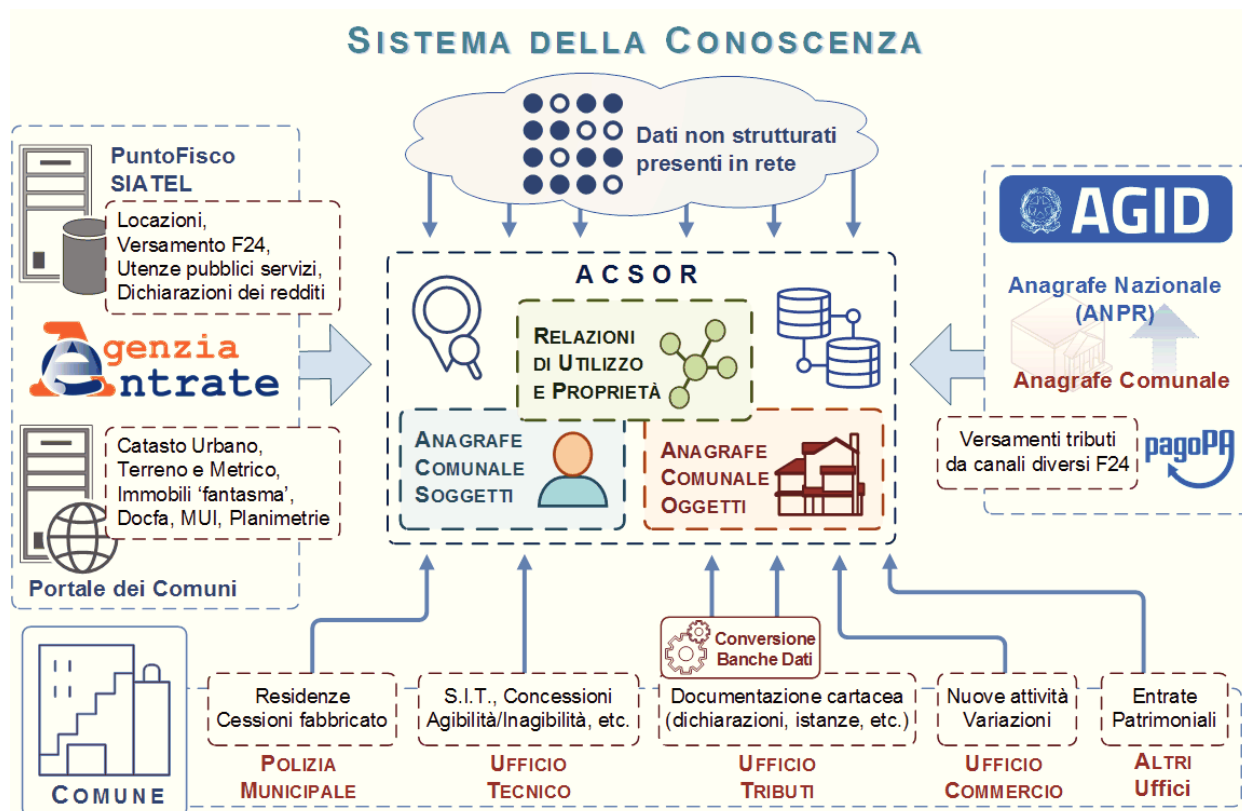 SISTEMA DELLA CONOSCENZA
Dati non strutturati
presenti in rete
PuntoFisco
SIATEL
Locazioni,
Versamento F24,
Utenze pubblici servizi,
Dichiarazioni dei redditi
Agenzia
Entrate
Catasto Urbano,
Terreno e Metrico,
Immobili ‘fantasma’,
Docfa, MUI, Planimetrie
Portale dei Comuni
ACSOR
RELAZIONI
DI UTILIZZO
E PROPRIETÀ
ANAGRAFE
COMUNALE
SOGGETTI
ANAGRAFE
COMUNALE
OGGETTI
AGID
Anagrafe Nazionale
(ANPR)
Anagrafe Comunale
Versamenti tributi
da canali diversi F24
pagoPA
Conversione
Banche Dati
Residenze
Cessioni fabbricato
S.I.T., Concessioni
Agibilità/Inagibilità, etc.
Documentazione cartacea
(dichiarazioni, istanze, etc.)
Nuove attività
Variazioni
Entrate
Patrimoniali
POLIZIA
MUNICIPALE
UFFICIO
TECNICO
UFFICIO
TRIBUTI
UFFICIO
COMMERCIO
ALTRI
Uffici
COMUNE